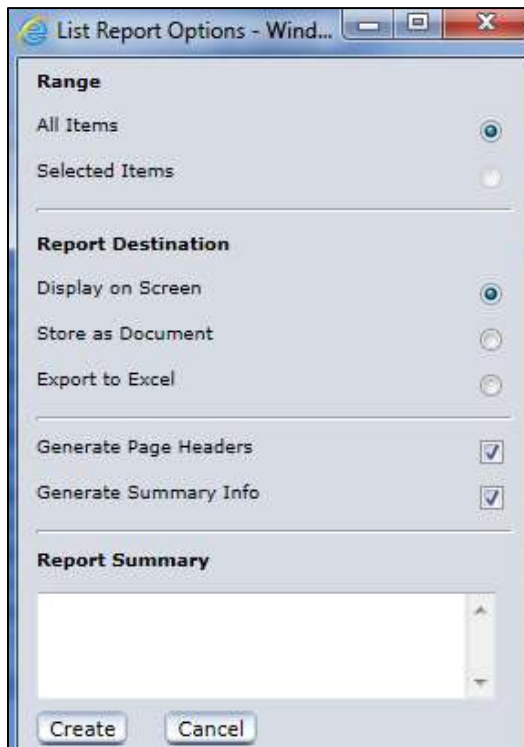 List Report Options - Wind...
Range
All Items
Selected Items
Report Destination
Display on Screen
Store as Document
Export to Excel
Generate Page Headers
Generate Summary Info
Report Summary
Create Cancel